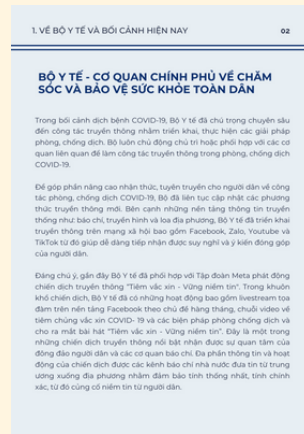 1. VỀ BỘ Y TẾ VÀ BỐI CẢNH HIỆN NAY 02
BỘ Y TẾ - CƠ QUAN CHÍNH PHỦ VỀ CHĂM
SÓC VÀ BẢO VỆ SỨC KHỎE TOÀN DÂN
Trong bối cảnh dịch bệnh COVID-19, Bộ Y tế đã chú trọng chuyên sâu
đến công tác truyền thông nhằm triển khai, thực hiện các giải pháp
phòng, chống dịch. Bộ luôn chủ động chủ trì hoặc phối hợp với các cơ
quan liên quan để làm công tác truyền thông trong phòng, chống dịch
COVID-19.
Để góp phần nâng cao nhận thức, tuyên truyền cho người dân về công
tác phòng, chống dịch COVID-19, Bộ đã liên tục cập nhật các phương
thức truyền thông mới. Bên cạnh những nền tảng thông tin truyền
thống như: báo chí, truyền hình và loa địa phương, Bộ Y tế đã triển khai
truyền thông trên mạng xã hội bao gồm Facebook, Zalo, Youtube và
TikTok từ đó giúp dễ dàng tiếp nhận được suy nghĩ và ý kiến đóng góp
của người dân.
Đáng chú ý, gần đây Bộ Y tế đã phối hợp với Tập đoàn Meta phát động
chiến dịch truyền thông "Tiêm vắc xin - Vững niềm tin". Trong khuôn
khổ chiến dịch, Bộ Y tế đã có những hoạt động bao gồm livestream tọa
đàm trên nền tảng Facebook theo chủ đề hàng tháng, chuỗi video về
tiêm chủng vắc xin COVID- 19 và các biện pháp phòng chống dịch và
cho ra mắt bài hát "Tiêm vắc xin - Vững niềm tin". Đây là một trong
những chiến dịch truyền thông nổi bật nhận được sự quan tâm của
đông đảo người dân và các cơ quan báo chí. Đa phần thông tin và hoạt
động của chiến dịch được các kênh báo chí nhà nước đưa tin từ trung
ương xuống địa phương nhằm đảm bảo tính thống nhất, tính chính
xác, từ đó củng cố niềm tin từ người dân.